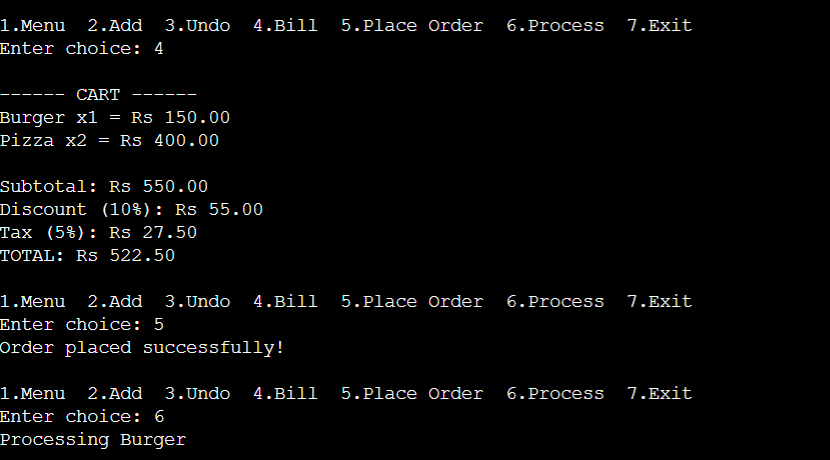 1.Menu  2.Add  3.Undo  4.Bill  5.Place Order  6.Process  7.Exit
Enter choice: 4
------ CART ------
Burger x1 = Rs 150.00
Pizza x2 = Rs 400.00
Subtotal: Rs 550.00
Discount (10%): Rs 55.00
Tax (5%): Rs 27.50
TOTAL: Rs 522.50
1.Menu  2.Add  3.Undo  4.Bill  5.Place Order  6.Process  7.Exit
Enter choice: 5
Order placed successfully!
1.Menu  2.Add  3.Undo  4.Bill  5.Place Order  6.Process  7.Exit
Enter choice: 6
Processing Burger